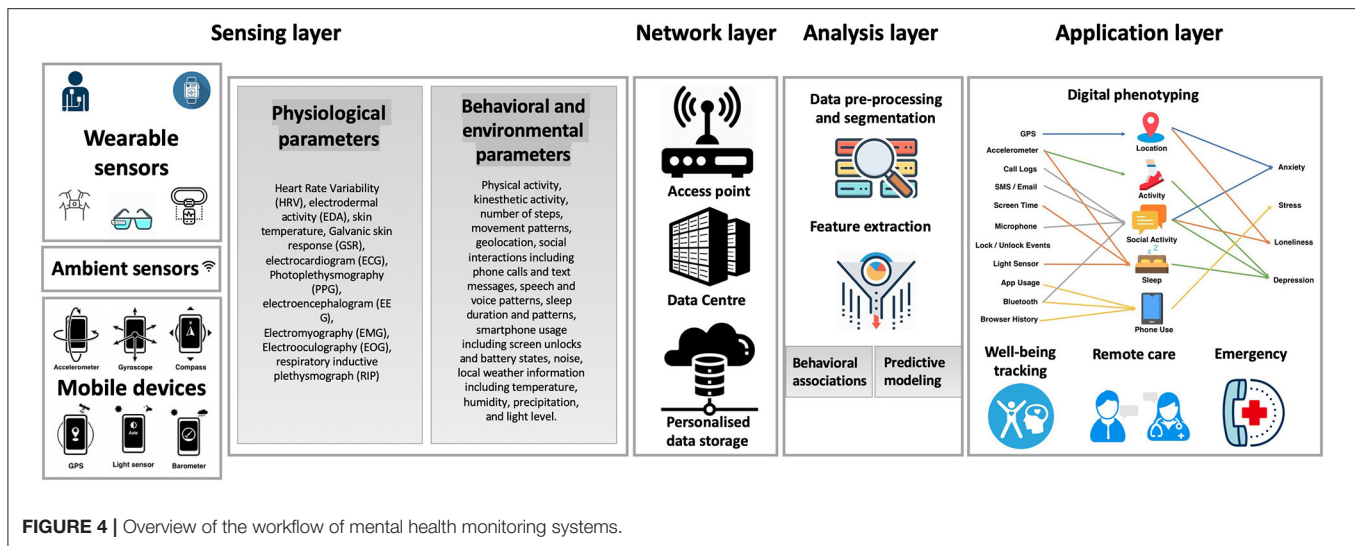 Sensing layer
Network layer
Analysis layer
Application layer
Wearable
sensors
Ambient sensors
Accelerometer
Gyroscope
Compass
Mobile devices
GPS
Auto
Light sensor
Barometer
Physiological
parameters
Heart Rate Variability
(HRV), electrodermal
activity (EDA), skin
temperature, Galvanic skin
response (GSR),
electrocardiogram (ECG),
Photoplethysmography
(PPG),
electroencephalogram (EE
G),
Electromyography (EMG),
Electrooculography (EOG),
respiratory inductive
plethysmograph (RIP)
Behavioral and
environmental
parameters
Physical activity,
kinesthetic activity,
number of steps,
movement patterns,
geolocation, social
interactions including
phone calls and text
messages, speech and
voice patterns, sleep
duration and patterns,
smartphone usage
including screen unlocks
and battery states, noise,
local weather information
including temperature,
humidity, precipitation,
and light level.
Access point
Data Centre
Personalised
data storage
Data pre-processing
and segmentation
Feature extraction
Behavioral
associations
Predictive
modeling
Digital phenotyping
GPS
Accelerometer
Call Logs
SMS / Email
Screen Time
Microphone
Lock / Unlock Events
Light Sensor
App Usage
Bluetooth
Browser History
Location
Activity
Social Activity
Z
Z
Sleep
Phone Use
Anxiety
Stress
Loneliness
Depression
Well-being
tracking
Remote care
Emergency
FIGURE 4 | Overview of the workflow of mental health monitoring systems.